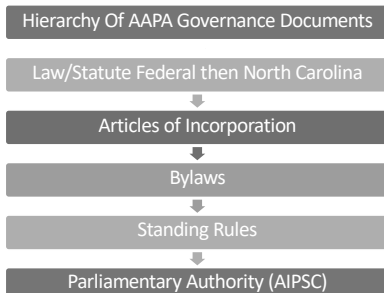 Hierarchy Of AAPA Governance Documents
Law/Statute Federal then North Carolina
Articles of Incorporation
Bylaws
Standing Rules
Parliamentary Authority (AIPSC)